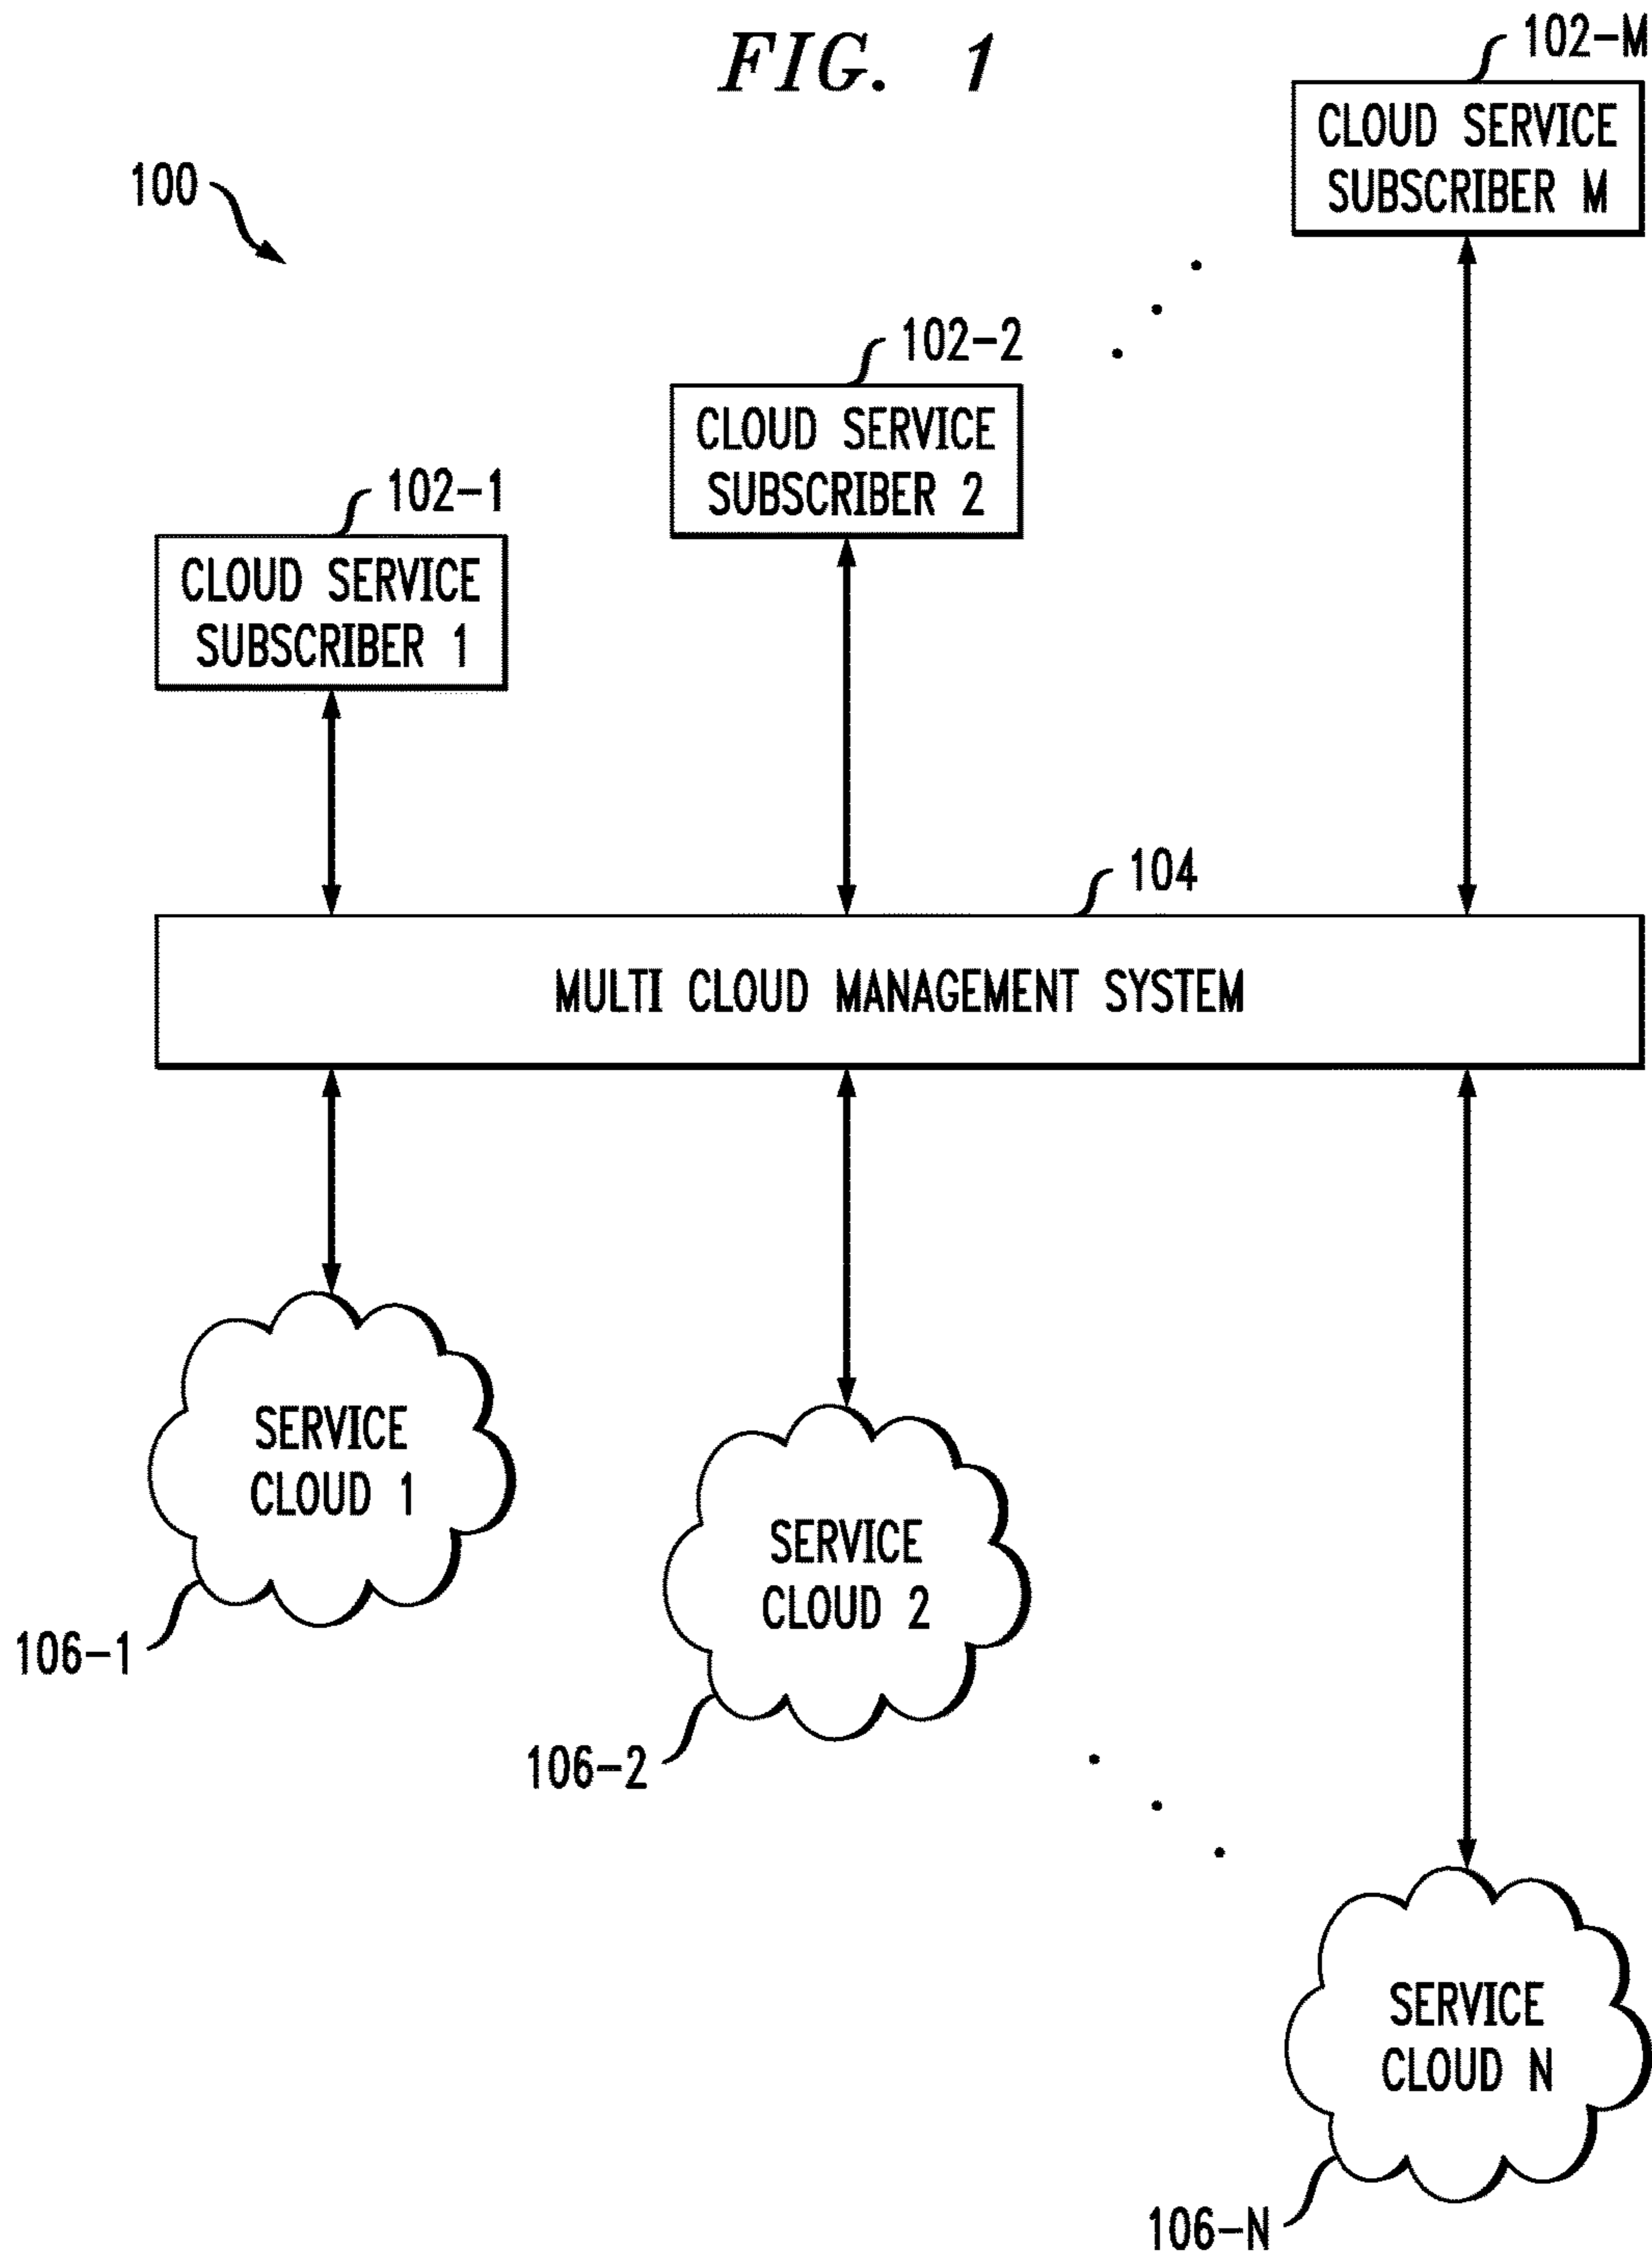 FIG. 1
102-M
CLOUD SERVICE
SUBSCRIBER M
100
102-2
CLOUD SERVICE
SUBSCRIBER 2
102-1
CLOUD SERVICE
SUBSCRIBER 1
104
MULTI CLOUD MANAGEMENT SYSTEM
SERVICE
CLOUD 1
106-1
SERVICE
CLOUD 2
106-2
SERVICE
CLOUD N
106-N